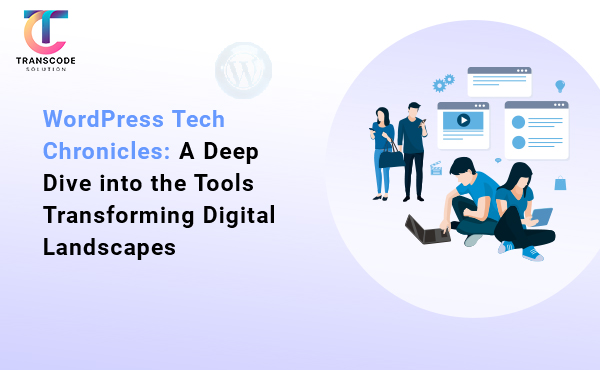 TRANSCODE
SOLUTION
WordPress Tech
Chronicles: A Deep
Dive into the Tools
Transforming Digital
Landscapes